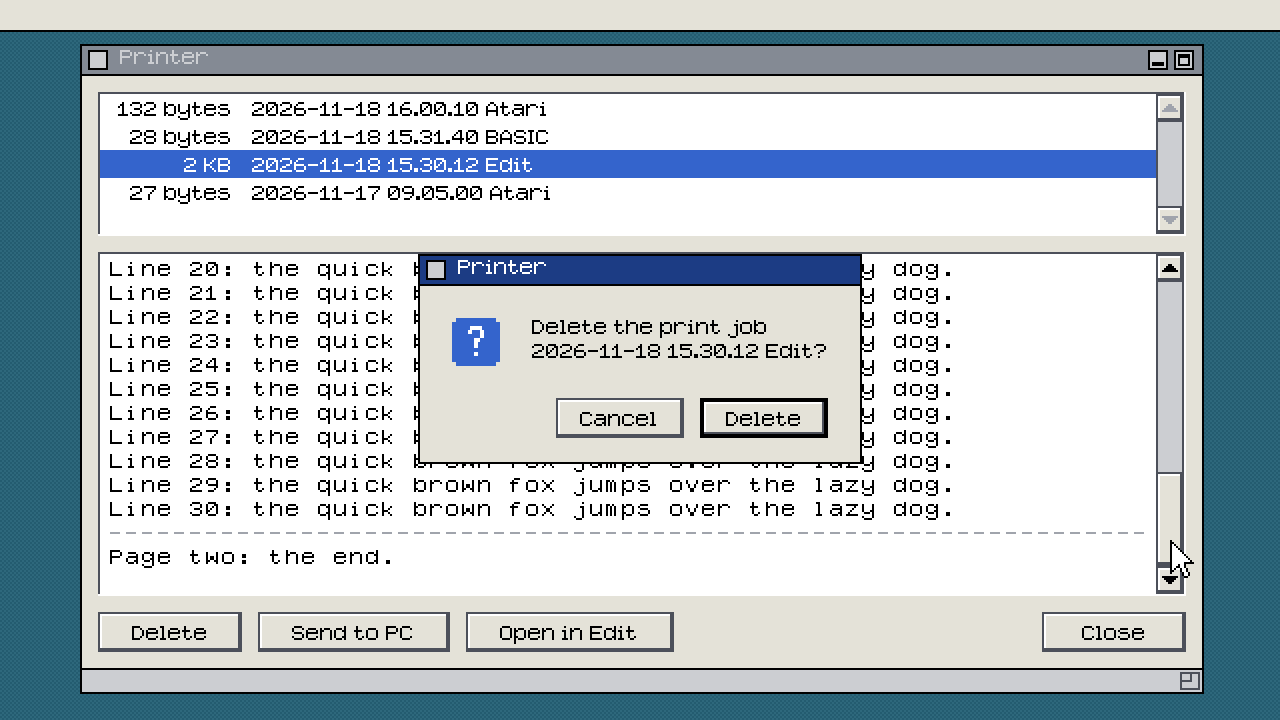 Printer
132 bytes 2026-11-18 16.00.10 Atari
28 bytes 2026-11-18 15.31.40 BASIC
2 KB 2026-11-18 15.30.12 Edit
27 bytes 2026-11-17 09.05.00 Atari
Line 20: the quick dog.
Line 21: the quick dog.
Line 22: the quick dog.
Line 23: the quick dog.
Line 24: the quick dog.
Line 25: the quick dog.
Line 26: the quick dog.
Line 27: the quick dog.
Line 28: the quick brown fox jumps over the lazy dog.
Line 29: the quick brown fox jumps over the lazy dog.
Line 30: the quick brown fox jumps over the lazy dog.
Page two: the end.
Printer
?
Delete the print job
2026-11-18 15.30.12 Edit?
Cancel Delete
Delete Send to PC Open in Edit Close